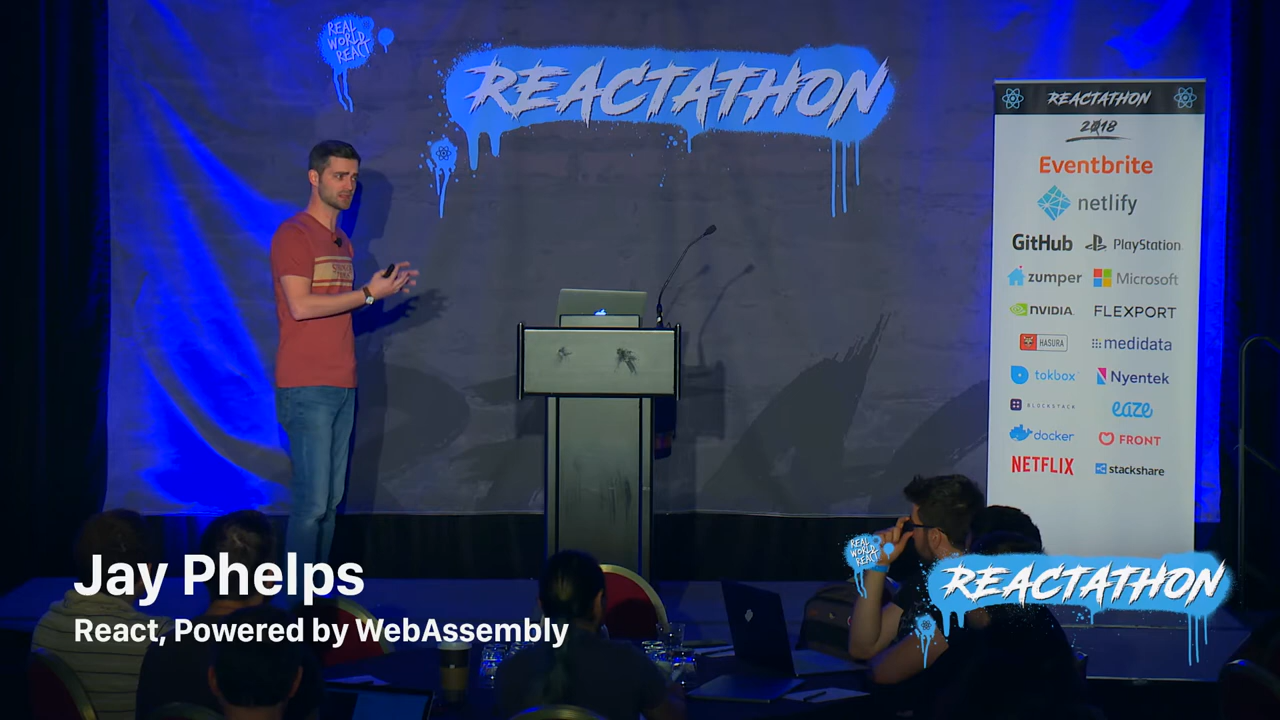 REAL
WORLD
REACT
REACTATHON
REACTATHON
2018
Eventbrite
netlify
GitHub PlayStation
zumper Microsoft
NVIDIA FLEXPORT
HASURA medidata
tokbox Nyentek
BLOCKSTACK eaze
docker FRONT
NETFLIX stackshare
Jay Phelps
React, Powered by WebAssembly
REAL
WORLD
REACT
REACTATHON